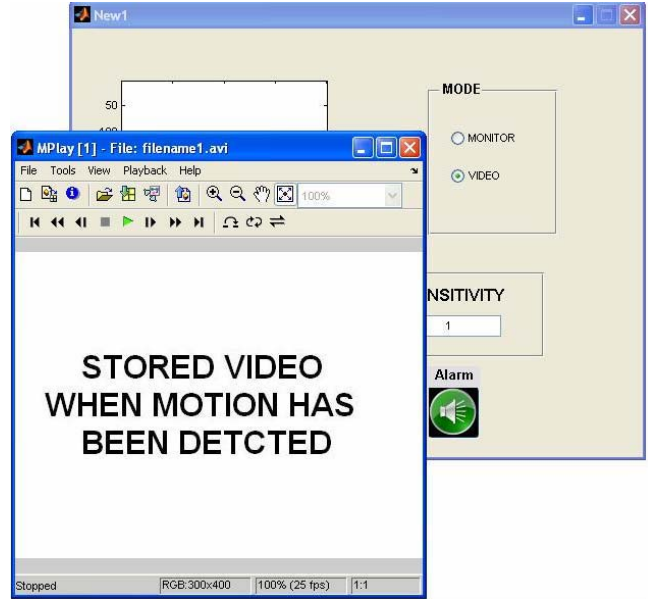 New1
50
100
MODE
MONITOR
VIDEO
MPlay [1] - File: filename1.avi
File Tools View Playback Help
100%
NSITIVITY
1
Alarm
STORED VIDEO
WHEN MOTION HAS
BEEN DETCTED
Stopped
RGB:300x400
100% (25 fps)
1:1